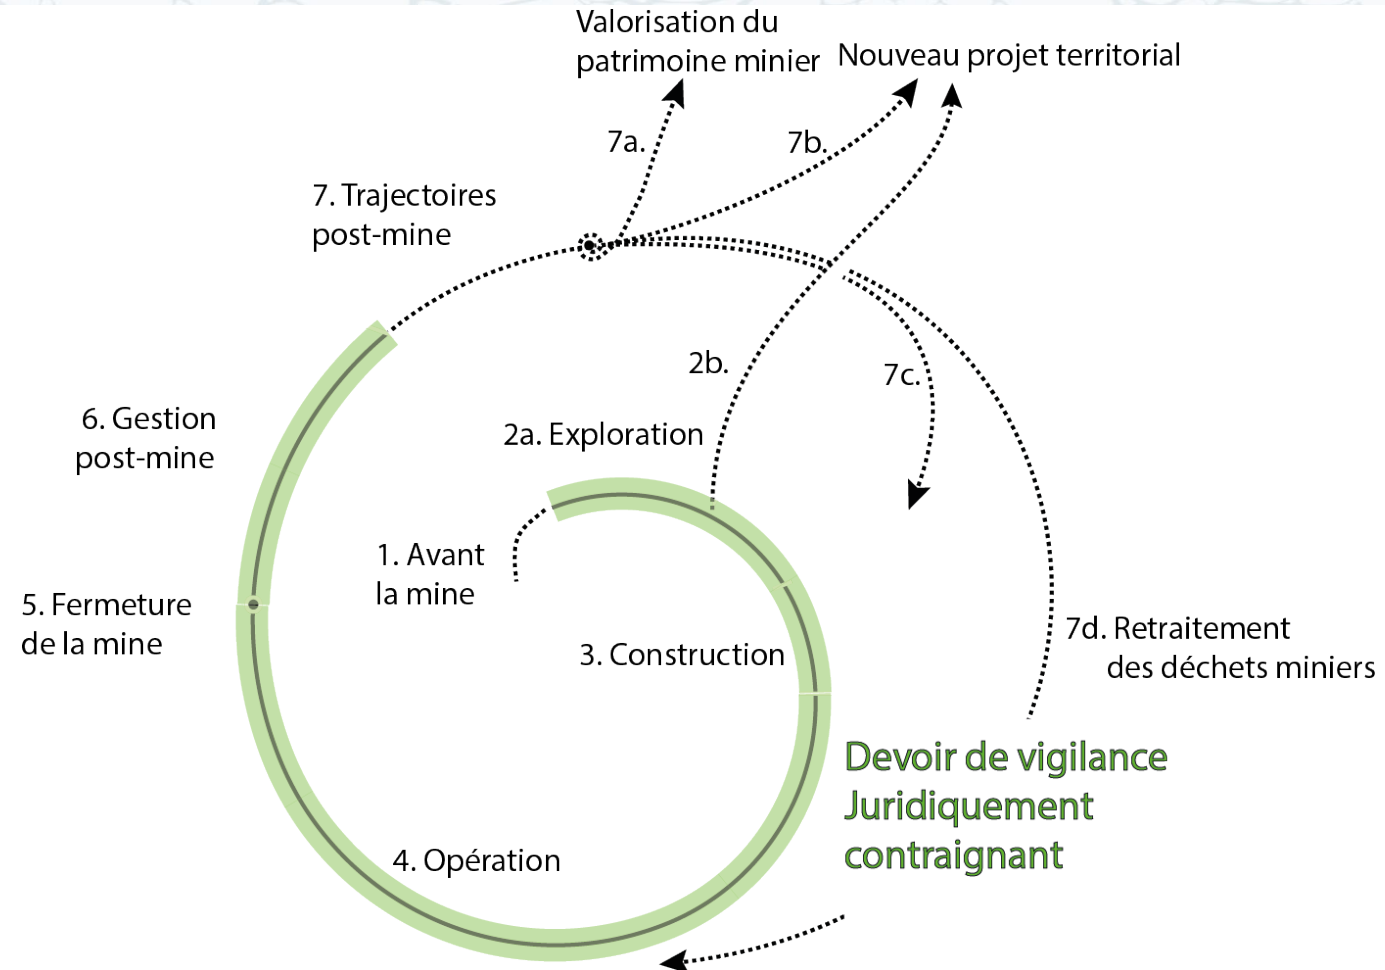 Valorisation du
patrimoine minier
Nouveau projet territorial
7a.
7b.
7. Trajectoires
post-mine
2b.
7c.
6. Gestion
post-mine
2a. Exploration
1. Avant
la mine
5. Fermeture
de la mine
3. Construction
7d. Retraitement
des déchets miniers
Devoir de vigilance
Juridiquement
contraignant
4. Opération